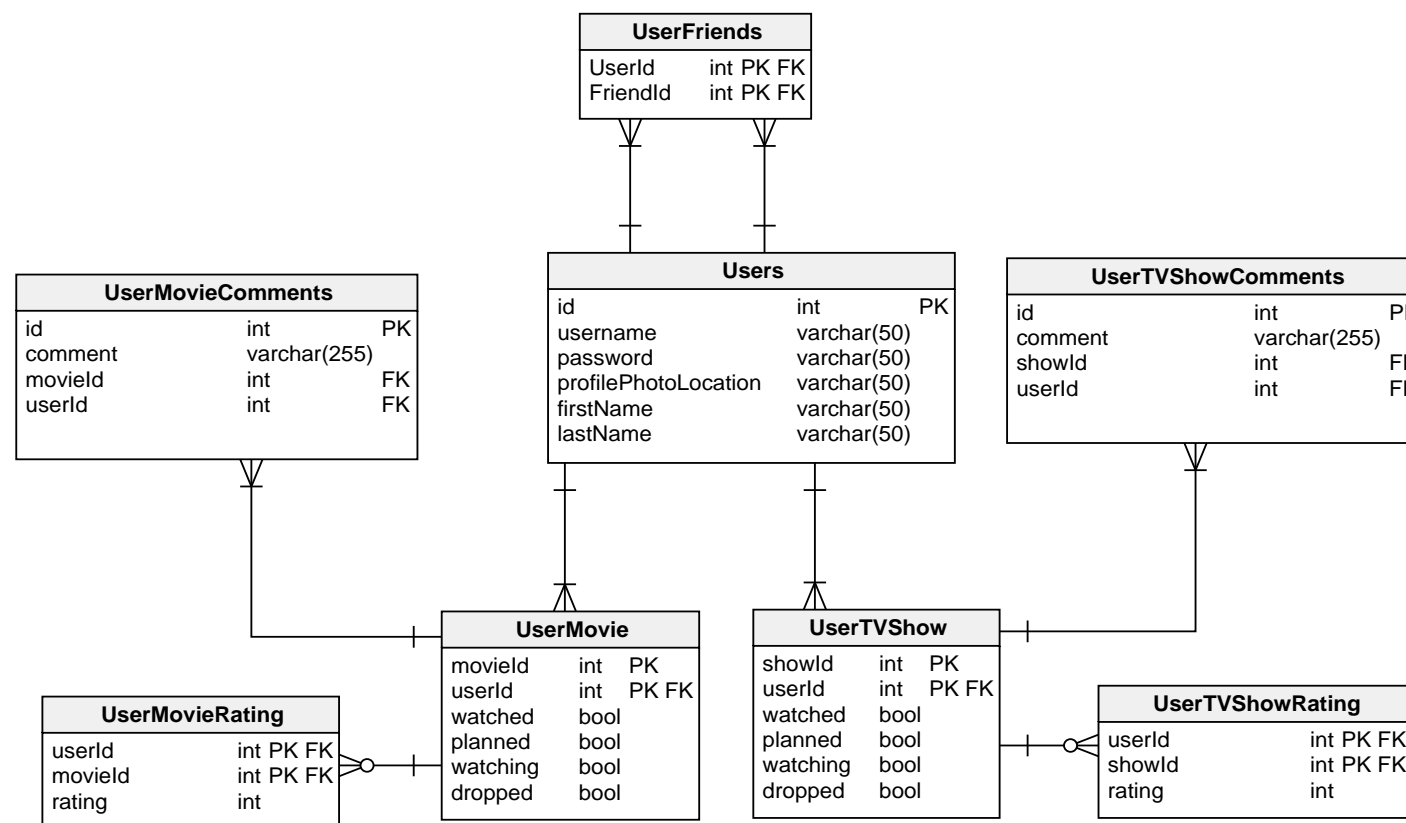 UserFriends
UserId int PK FK
FriendId int PK FK
Users
id int PK
username varchar(50)
password varchar(50)
profilePhotoLocation varchar(50)
firstName varchar(50)
lastName varchar(50)
UserMovieComments
id int PK
comment varchar(255)
movieId int FK
userId int FK
UserTVShowComments
id int
comment varchar(255)
showId int
userId int
UserMovie
movieId int PK
userId int PK FK
watched bool
planned bool
watching bool
dropped bool
UserTVShow
showId int PK
userId int PK FK
watched bool
planned bool
watching bool
dropped bool
UserMovieRating
userId int PK FK
movieId int PK FK
rating int
UserTVShowRating
userId int PK FK
showId int PK FK
rating int